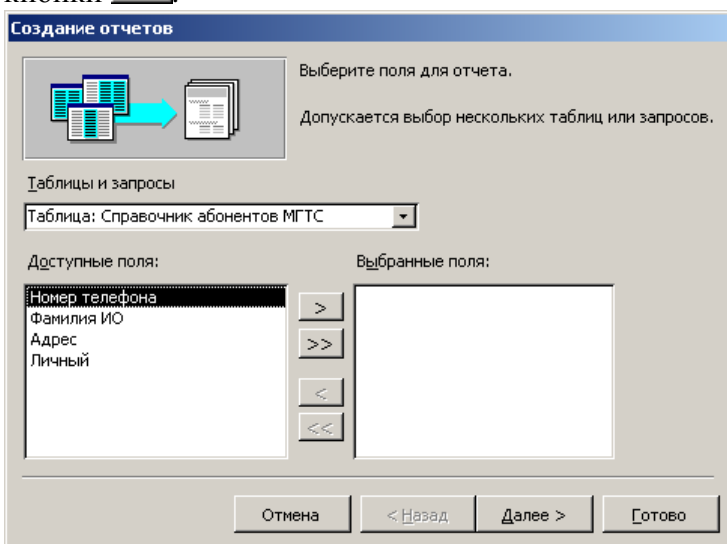 кнопки
Создание отчетов
Выберите поля для отчета.
Допускается выбор нескольких таблиц или запросов.
Таблицы и запросы
Таблица: Справочник абонентов МГТС
Доступные поля:
Выбранные поля:
Номер телефона
Фамилия ИО
Адрес
Личный
>
>>
<
<<
Отмена
< Назад
Далее >
Готово